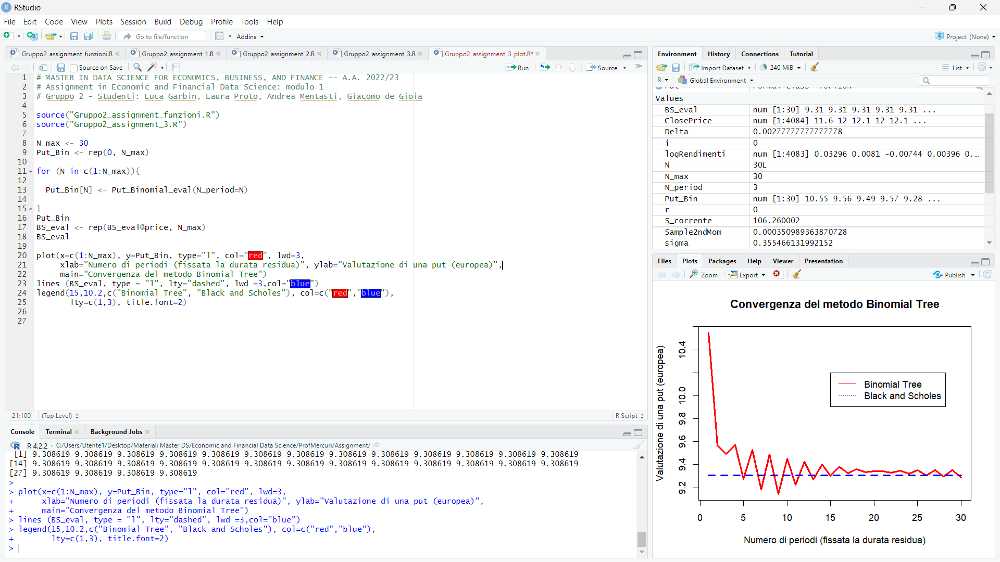 RStudio
File Edit Code View Plots Session Build Debug Profile Tools Help
Go to file/function Addins Project: (None)
Gruppo2_assignment_funzioni.R Gruppo2_assignment_1.R Gruppo2_assignment_2.R Gruppo2_assignment_3.R Gruppo2_assignment_3_plot.R*
Source on Save Run Source
1 # MASTER IN DATA SCIENCE FOR ECONOMICS, BUSINESS, AND FINANCE -- A.A. 2022/23
2 # Assignment in Economic and Financial Data Science: modulo 1
3 # Gruppo 2 - Studenti: Luca Garbin, Laura Proto, Andrea Mentasti, Giacomo de Gioia
4
5 source("Gruppo2_assignment_funzioni.R")
6 source("Gruppo2_assignment_3.R")
7
8 N_max <- 30
9 Put_Bin <- rep(0, N_max)
10
11 for (N in c(1:N_max)){
12
13 Put_Bin[N] <- Put_Binomial_eval(N_period=N)
14
15 }
16 Put_Bin
17 BS_eval <- rep(BS_eval@price, N_max)
18 BS_eval
19
20 plot(x=c(1:N_max), y=Put_Bin, type="l", col="red", lwd=3,
21 xlab="Numero di periodi (fissata la durata residua)", ylab="Valutazione di una put (europea)",
22 main="Convergenza del metodo Binomial Tree")
23 lines (BS_eval, type = "l", lty="dashed", lwd =3,col="blue")
24 legend(15,10.2,c("Binomial Tree", "Black and Scholes"), col=c("red","blue"),
25 lty=c(1,3), title.font=2)
26
27
21:100 (Top Level) R Script
Console Terminal Background Jobs
R 4.2.2 · C:/Users/Utente1/Desktop/Materiali Master DS/Economic and Financial Data Science/ProfMercuri/Assignment/
[1] 9.308619 9.308619 9.308619 9.308619 9.308619 9.308619 9.308619 9.308619 9.308619 9.308619 9.308619 9.308619 9.308619
[14] 9.308619 9.308619 9.308619 9.308619 9.308619 9.308619 9.308619 9.308619 9.308619 9.308619 9.308619 9.308619 9.308619
[27] 9.308619 9.308619 9.308619 9.308619
>
> plot(x=c(1:N_max), y=Put_Bin, type="l", col="red", lwd=3,
+ xlab="Numero di periodi (fissata la durata residua)", ylab="Valutazione di una put (europea)",
+ main="Convergenza del metodo Binomial Tree")
> lines (BS_eval, type = "l", lty="dashed", lwd =3,col="blue")
> legend(15,10.2,c("Binomial Tree", "Black and Scholes"), col=c("red","blue"),
+ lty=c(1,3), title.font=2)
>
Environment History Connections Tutorial
Import Dataset 240 MiB List
R Global Environment
Values
BS_eval num [1:30] 9.31 9.31 9.31 9.31 9.31 ...
ClosePrice num [1:4084] 11.6 12 12.1 12 12.1 ...
Delta 0.00277777777777778
i 0
logRendimenti num [1:4083] 0.03296 0.0081 -0.00744 0.00396 0...
N 30L
N_max 30
N_period 3
Put_Bin num [1:30] 10.55 9.56 9.49 9.57 9.28 ...
r 0
S_corrente 106.260002
Sample2ndMom 0.000350989363870728
sigma 0.355466131992152
Files Plots Packages Help Viewer Presentation
Zoom Export Publish
Convergenza del metodo Binomial Tree
Valutazione di una put (europea)
10.4
10.0
9.8
9.6
9.4
9.2
Binomial Tree
Black and Scholes
0 5 10 15 20 25 30
Numero di periodi (fissata la durata residua)